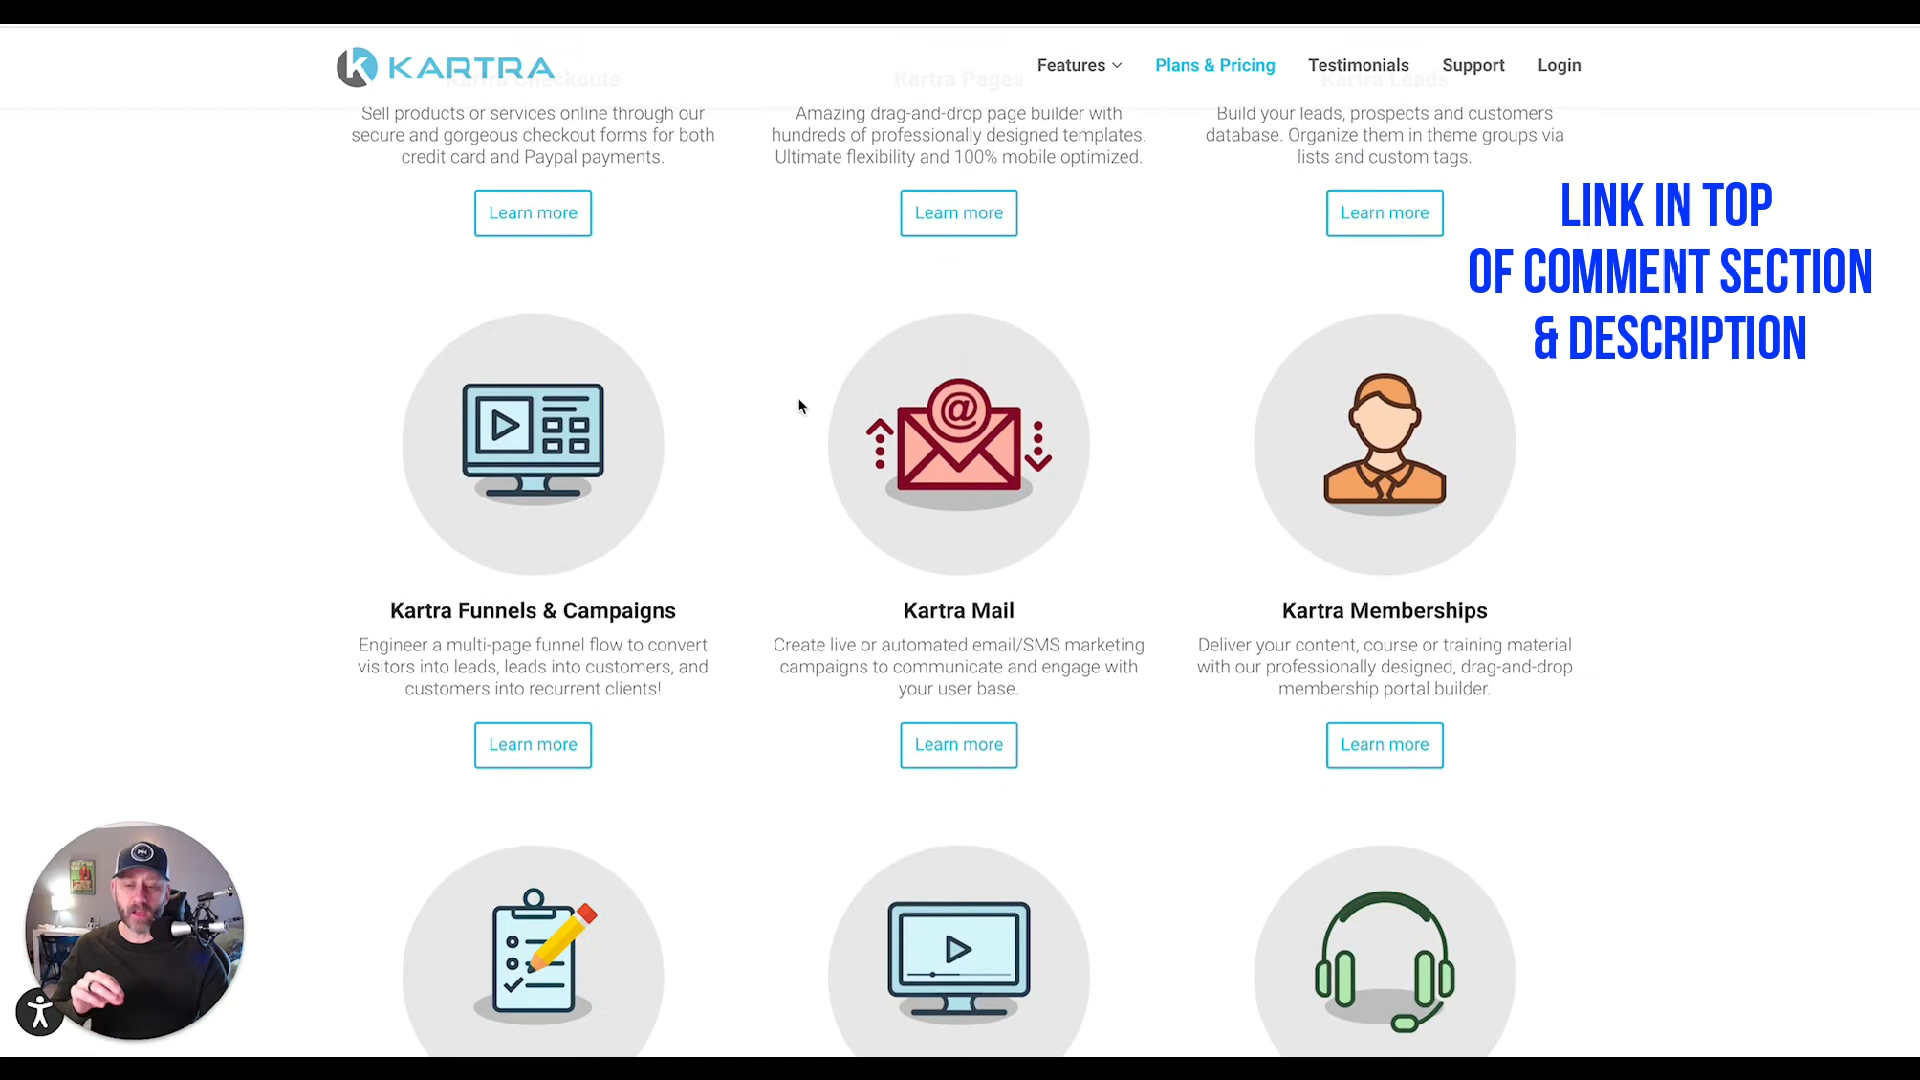 KARTRA
Features
Plans & Pricing
Testimonials
Support
Login
Kartra Checkouts
Kartra Pages
Kartra Leads
Sell products or services online through our
secure and gorgeous checkout forms for both
credit card and Paypal payments.
Learn more
Amazing drag-and-drop page builder with
hundreds of professionally designed templates.
Ultimate flexibility and 100% mobile optimized.
Learn more
Build your leads, prospects and customers
database. Organize them in theme groups via
lists and custom tags.
Learn more
LINK IN TOP
OF COMMENT SECTION
& DESCRIPTION
Kartra Funnels & Campaigns
Engineer a multi-page funnel flow to convert
visitors into leads, leads into customers, and
customers into recurrent clients!
Learn more
@
Kartra Mail
Create live or automated email/SMS marketing
campaigns to communicate and engage with
your user base.
Learn more
Kartra Memberships
Deliver your content, course or training material
with our professionally designed, drag-and-drop
membership portal builder.
Learn more